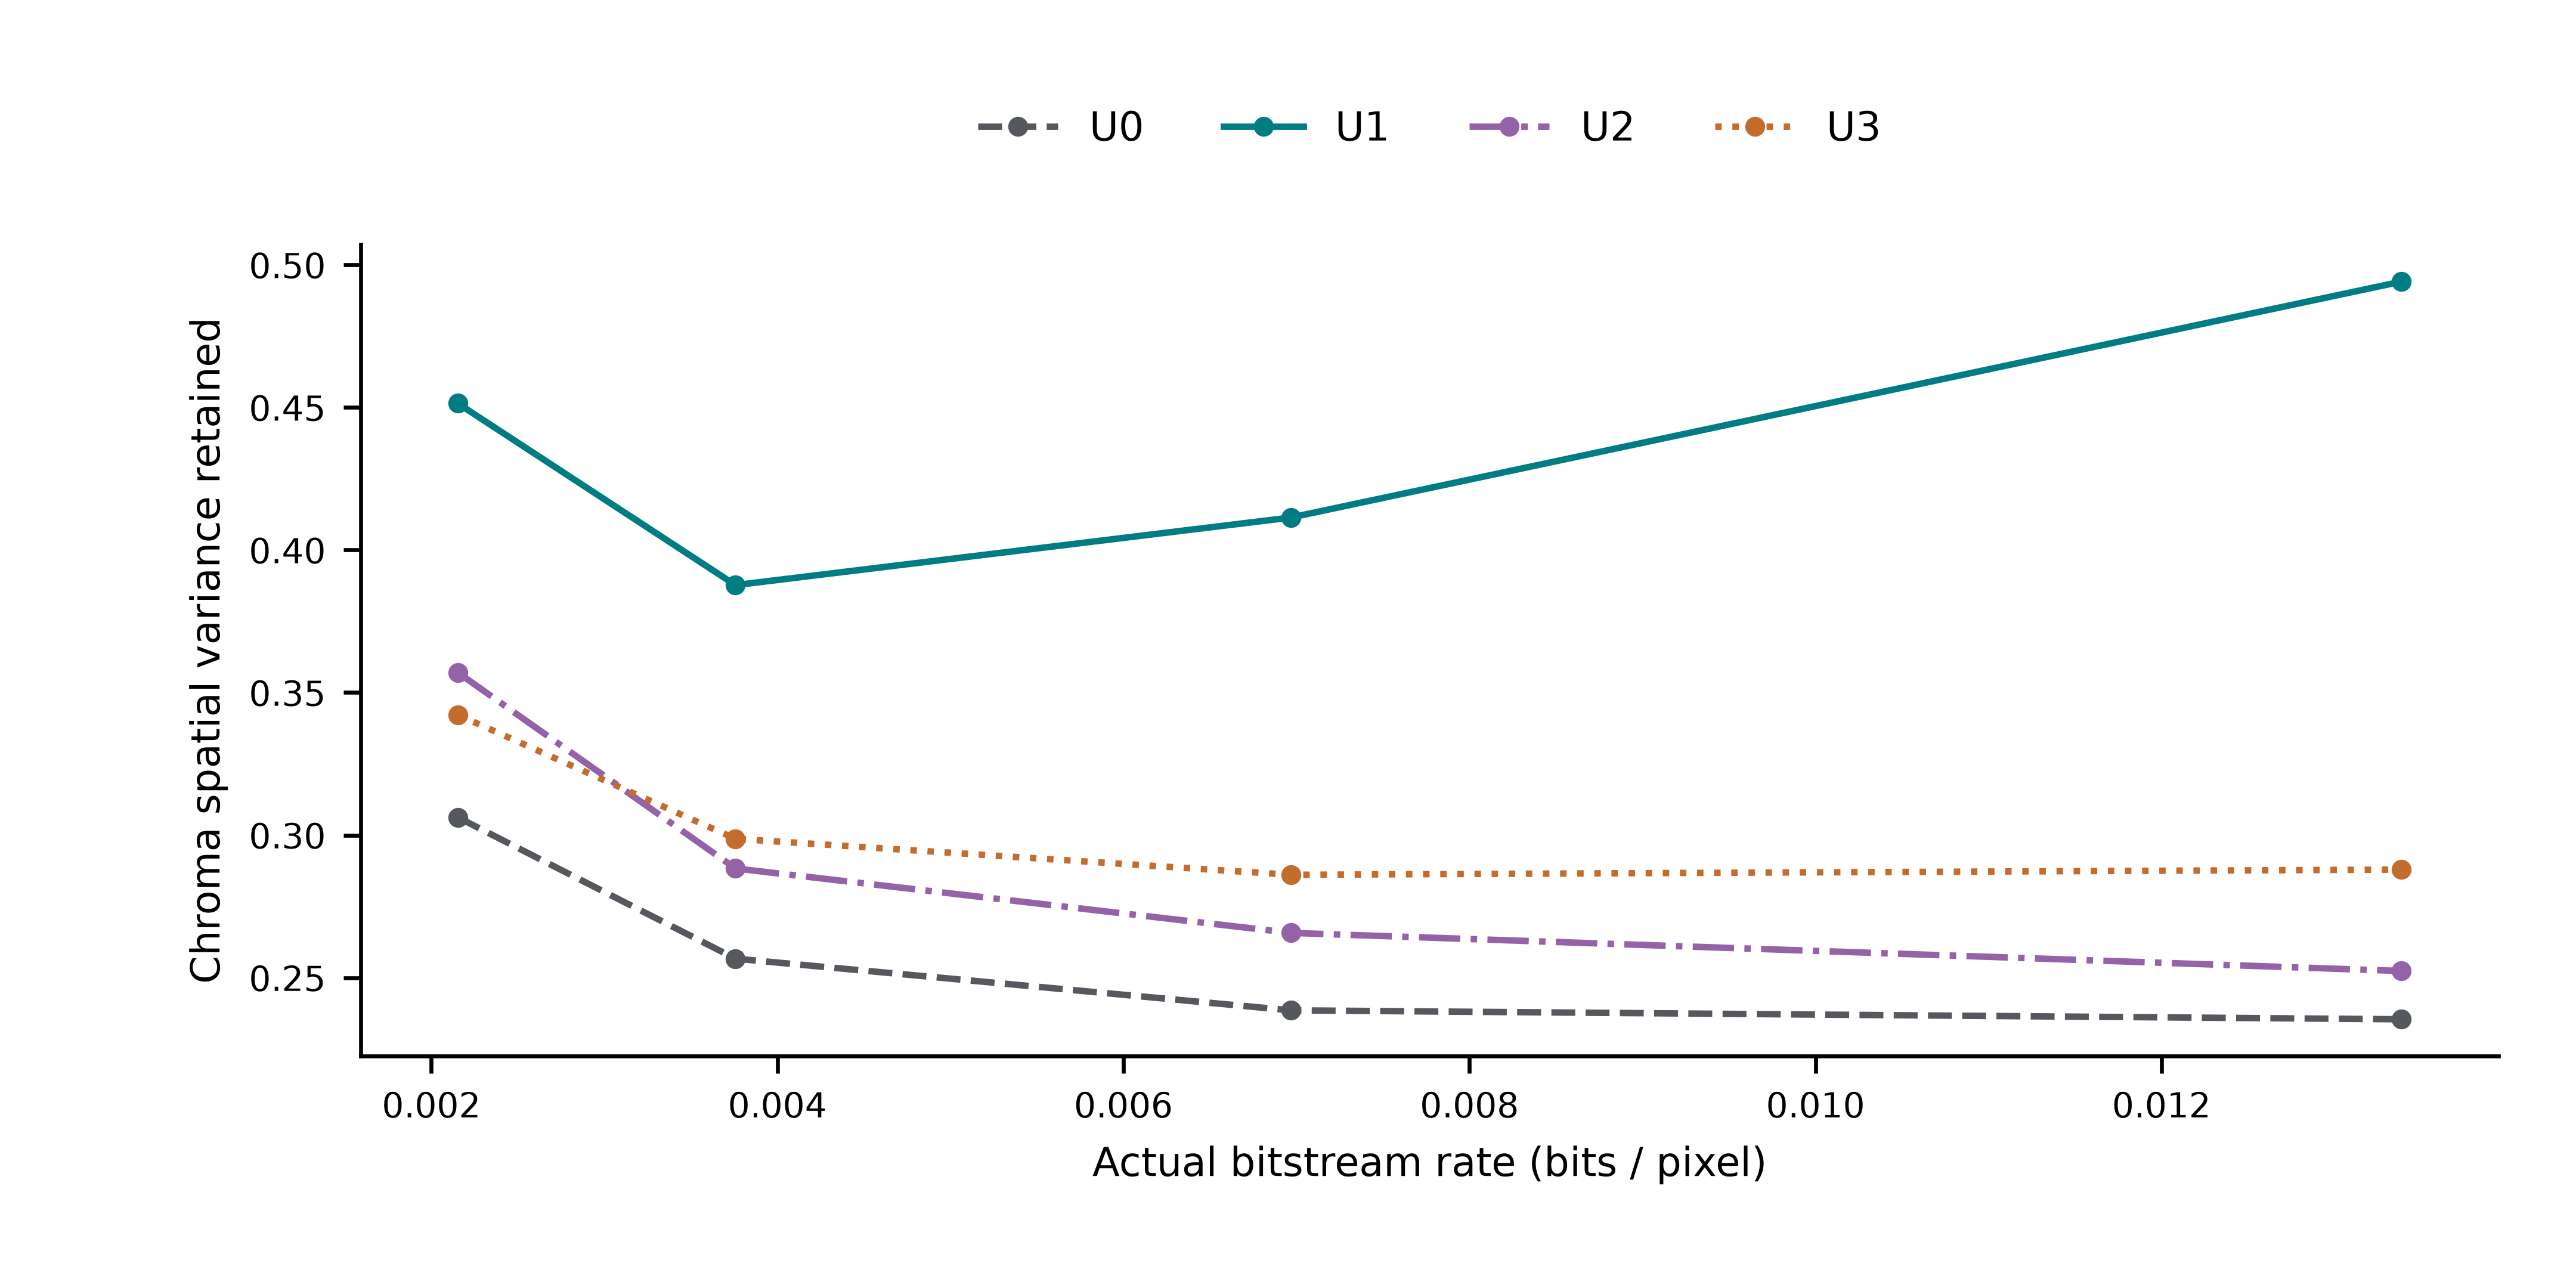 U0 U1 U2 U3
Chroma spatial variance retained
0.50
0.45
0.40
0.35
0.30
0.25
0.002 0.004 0.006 0.008 0.010 0.012
Actual bitstream rate (bits / pixel)